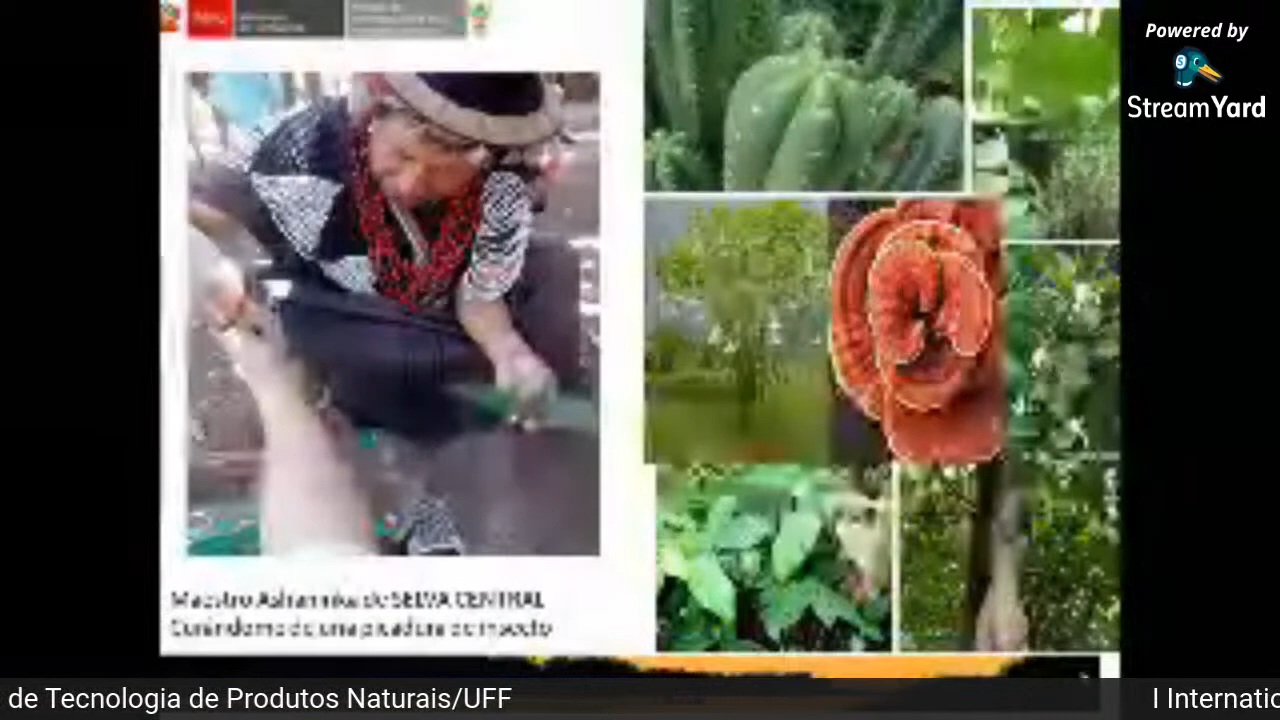 Powered by
StreamYard
Maestro Ashaninka de SELVA CENTRAL
Curándome de una picadura de insecto
de Tecnologia de Produtos Naturais/UFF
I Internatio